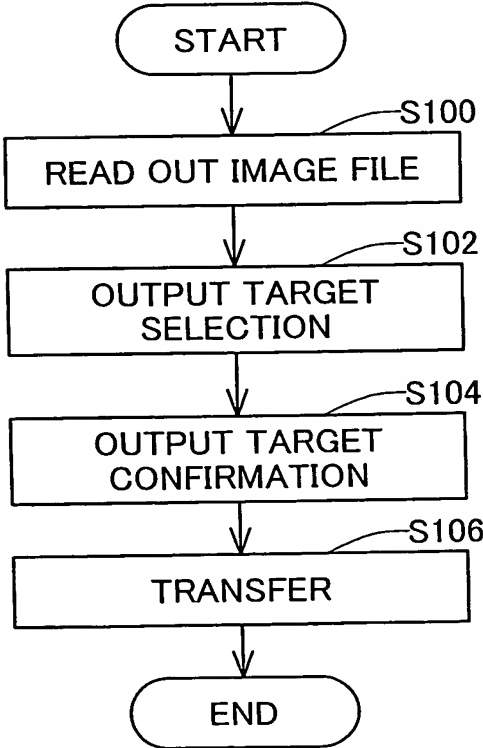 START
S100
READ OUT IMAGE FILE
S102
OUTPUT TARGET
SELECTION
S104
OUTPUT TARGET
CONFIRMATION
S106
TRANSFER
END